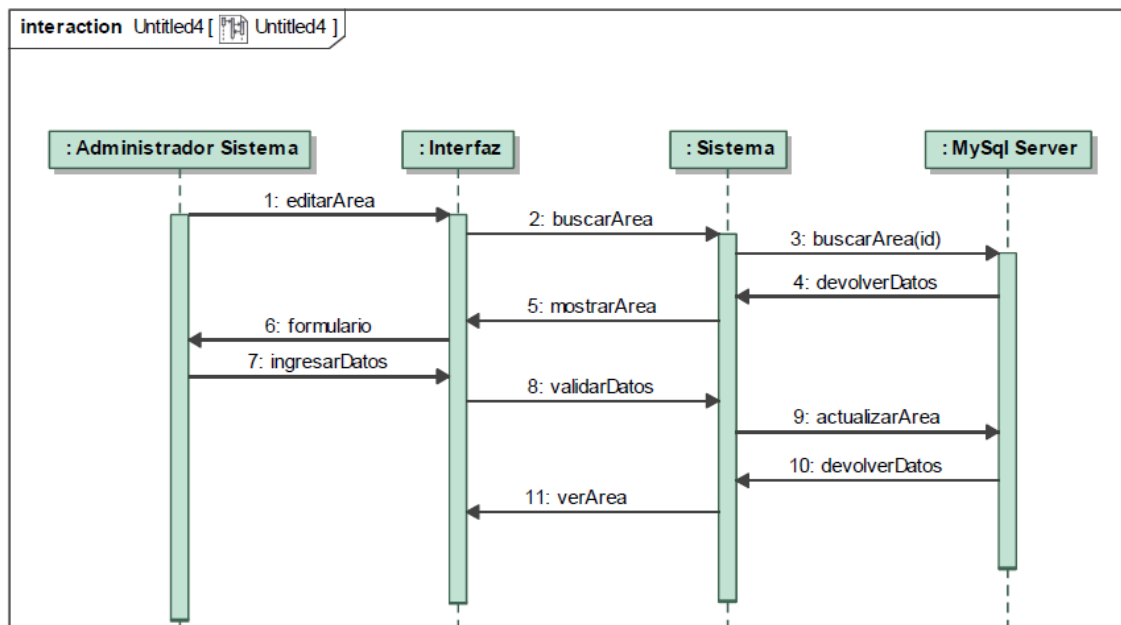 interaction Untitled4 [ Untitled4 ]
: Administrador Sistema
: Interfaz
: Sistema
: MySql Server
1: editarArea
2: buscarArea
3: buscarArea(id)
4: devolverDatos
5: mostrarArea
6: formulario
7: ingresarDatos
8: validarDatos
9: actualizarArea
10: devolverDatos
11: verArea